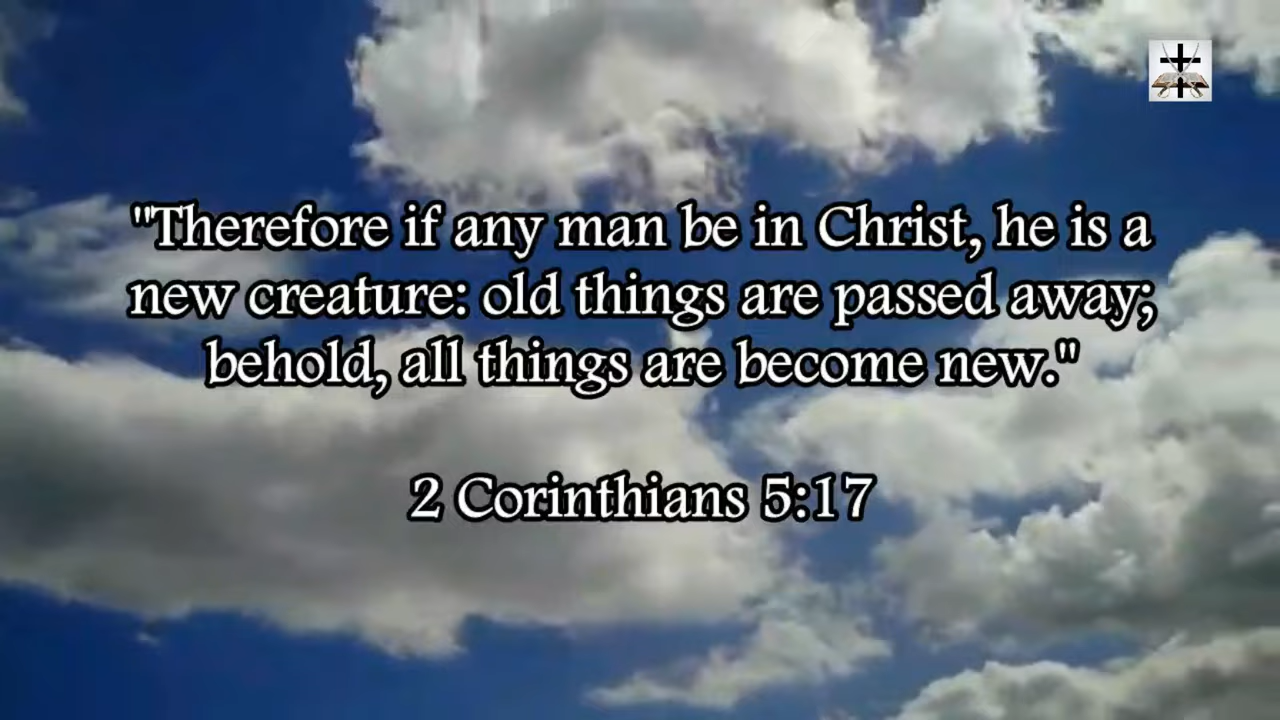 "Therefore if any man be in Christ, he is a
new creature: old things are passed away;
behold, all things are become new."
2 Corinthians 5:17